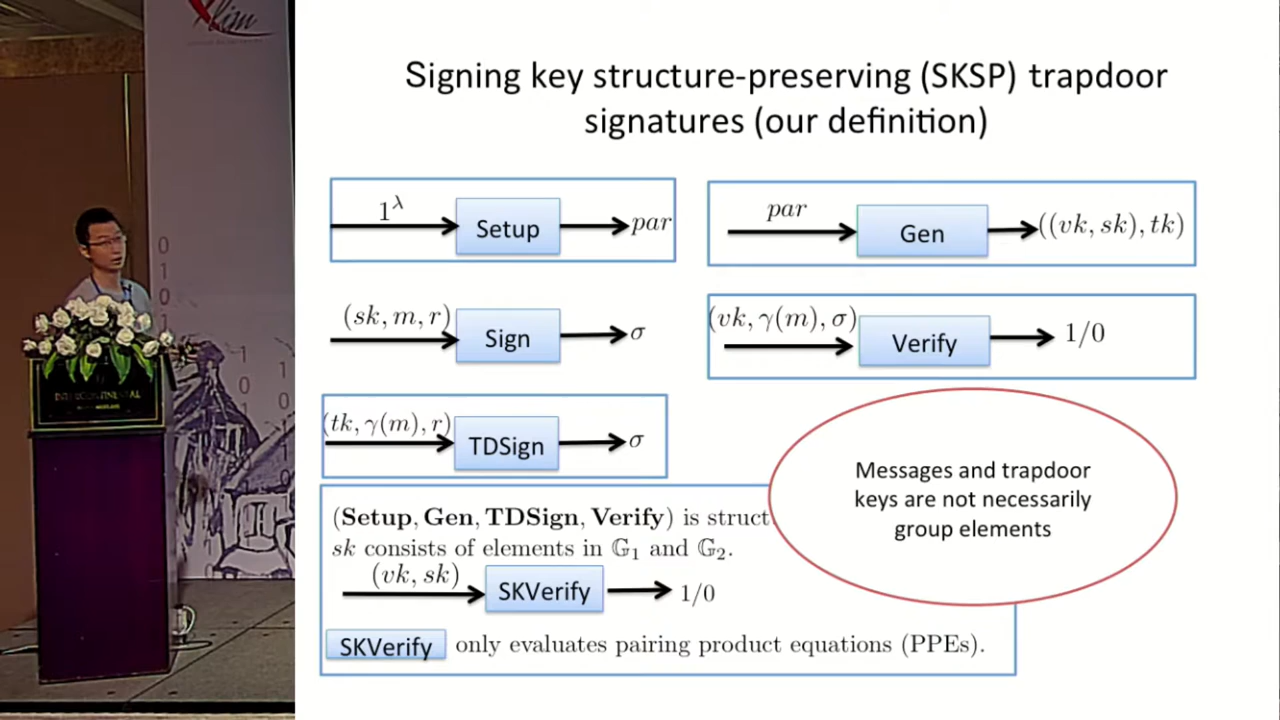 Signing key structure-preserving (SKSP) trapdoor
signatures (our definition)
1^λ
Setup
par
par
Gen
((vk, sk), tk)
(sk, m, r)
Sign
σ
(vk, γ(m), σ)
Verify
1/0
(tk, γ(m), r)
TDSign
σ
Messages and trapdoor
keys are not necessarily
group elements
(Setup, Gen, TDSign, Verify) is
sk consists of elements in 𝔾₁ and 𝔾₂.
(vk, sk)
SKVerify
1/0
SKVerify only evaluates pairing product equations (PPEs).